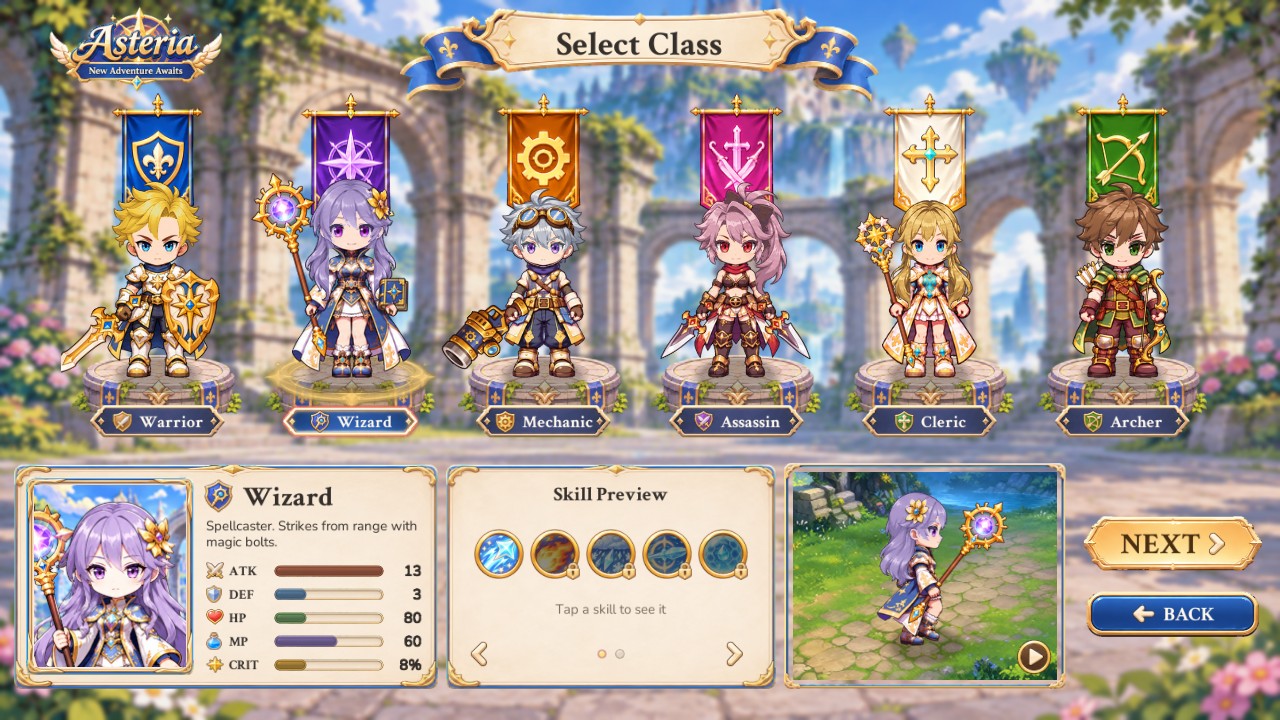 Asteria
New Adventure Awaits
Select Class
Warrior
Wizard
Mechanic
Assassin
Cleric
Archer
Wizard
Spellcaster. Strikes from range with
magic bolts.
ATK 13
DEF 3
HP 80
MP 60
CRIT 8%
Skill Preview
Tap a skill to see it
NEXT
BACK